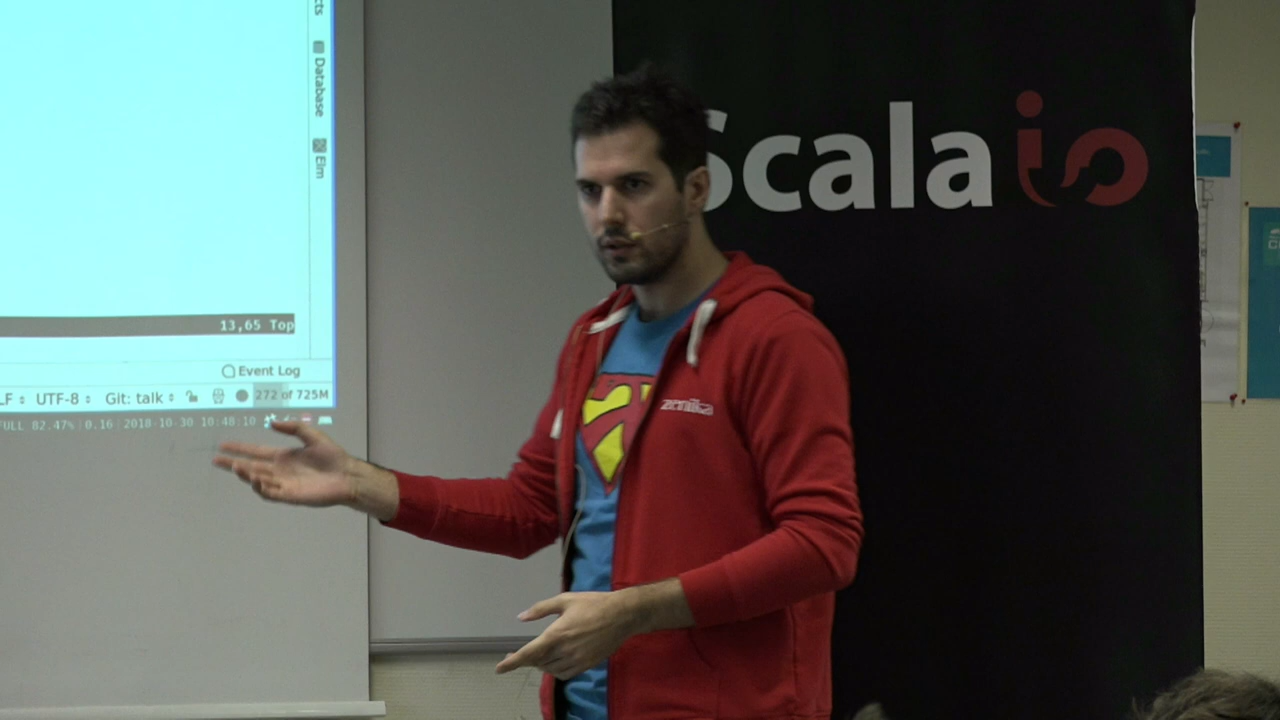 Database
Elm
13,65 Top
Event Log
LF UTF-8 Git: talk 272 of 725M
FULL 82.47% | 0.16 | 2018-10-30 10:48:10
Scala io
zenika